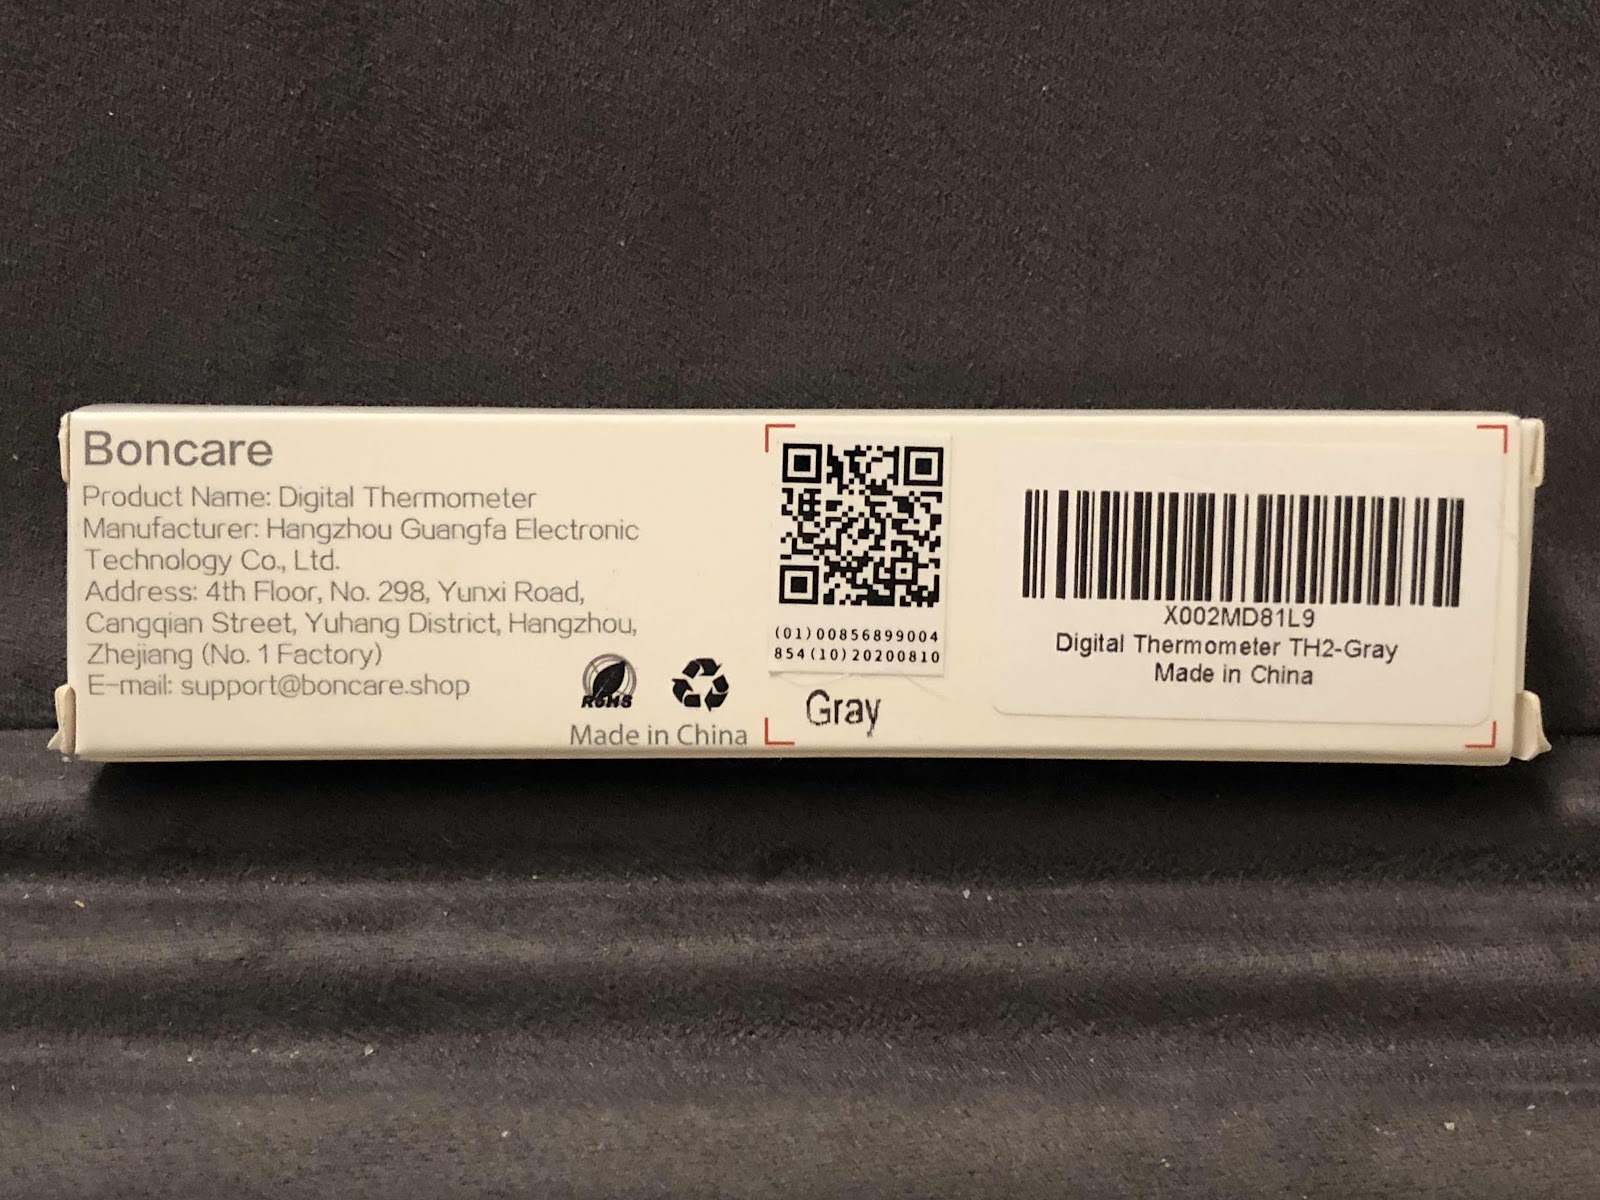 Boncare
Product Name: Digital Thermometer
Manufacturer: Hangzhou Guangfa Electronic
Technology Co., Ltd.
Address: 4th Floor, No. 298, Yunxi Road,
Cangqian Street, Yuhang District, Hangzhou,
Zhejiang (No. 1 Factory)
E-mail: support@boncare.shop
RoHS
Made in China
(01)00856899004
854(10)20200810
Gray
X002MD81L9
Digital Thermometer TH2-Gray
Made in China